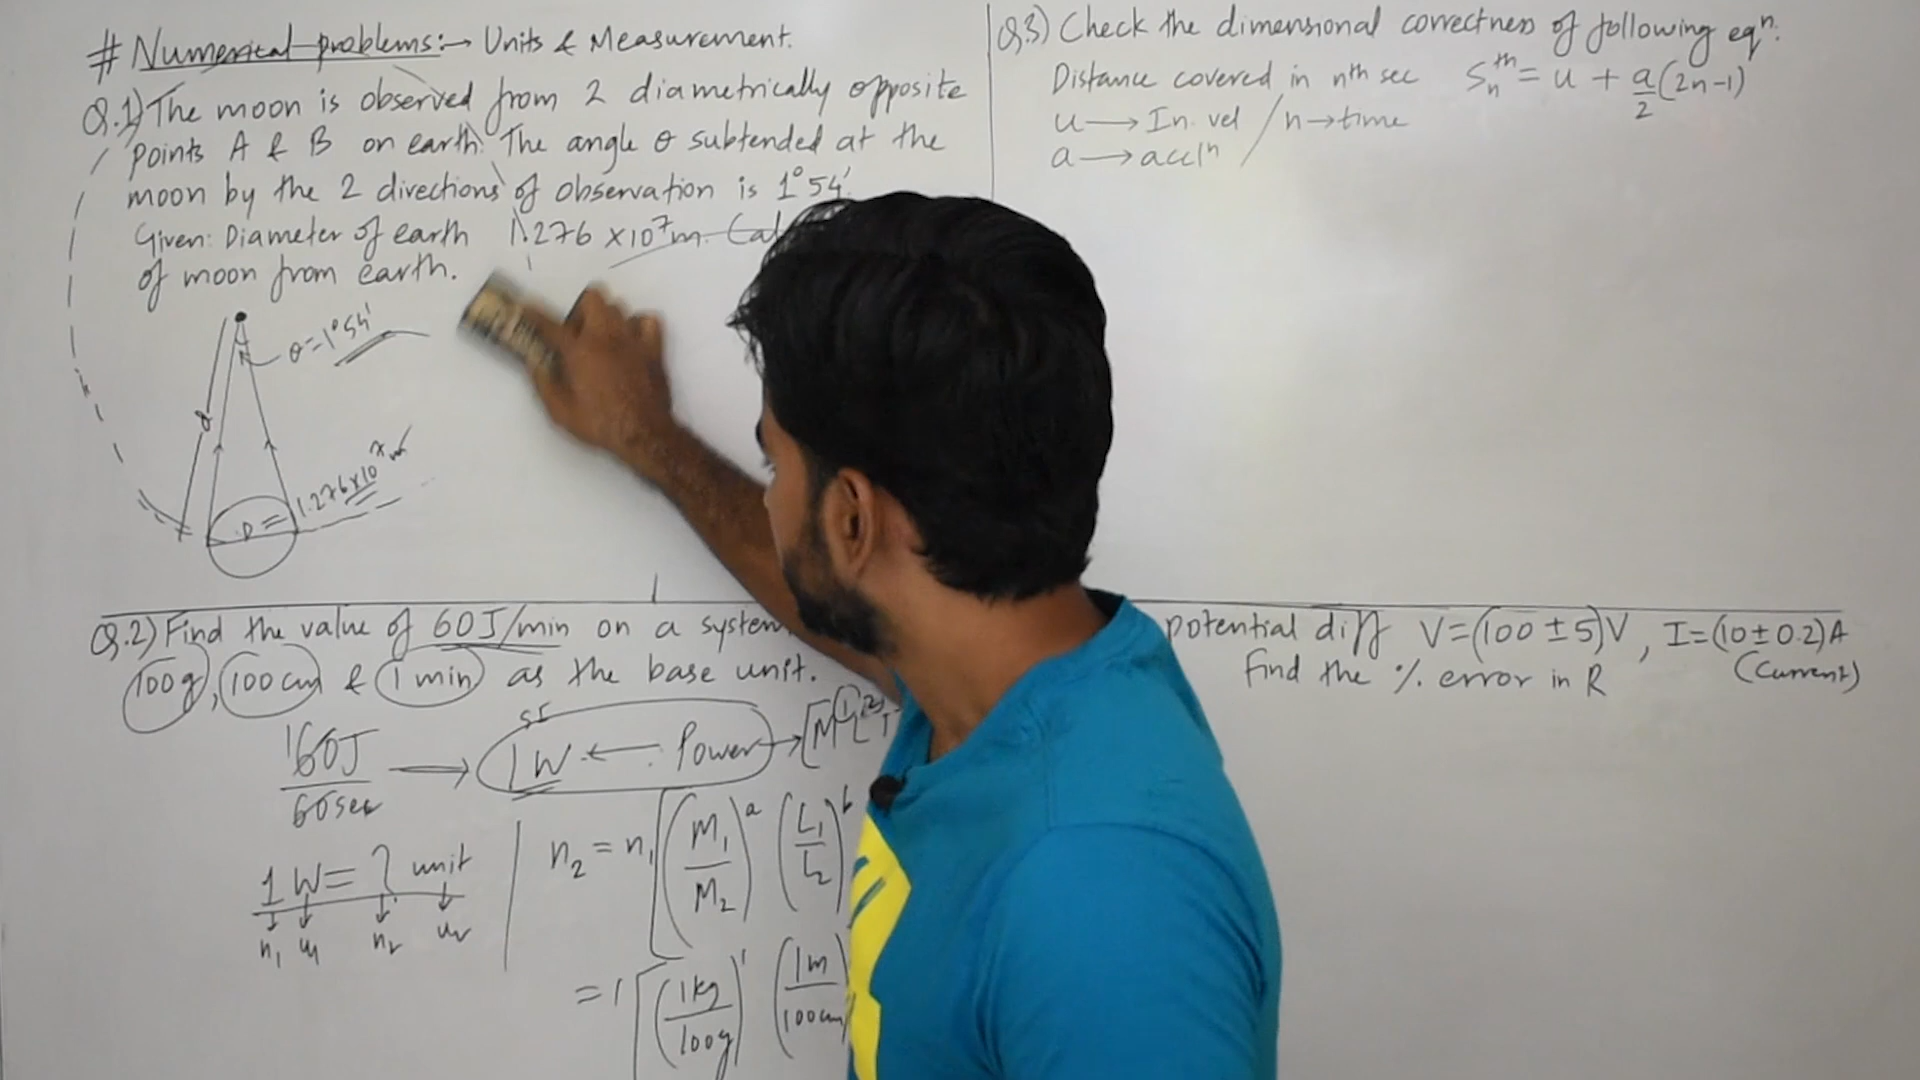 # Numerical problems:→ Units & Measurement.
Q.1) The moon is observed from 2 diametrically opposite
points A & B on earth. The angle θ subtended at the
moon by the 2 directions of observation is 1°54'.
Given: Diameter of earth 1.276 ×10⁷m. Cal
of moon from earth.
θ=1°54'
D = 1.276×10⁷m
Q.2) Find the value of 60J/min on a system
100g, 100cm & 1 min as the base unit.
SI
60J/60sec → 1W ← Power → [M¹L²T
1 W = ? unit
n₁ u₁ n₂ u₂
n₂ = n₁[(M₁/M₂)ᵃ (L₁/L₂)ᵇ
= 1[(1kg/100g)¹ (1m/100cm)
Q.3) Check the dimensional correctness of following eqⁿ.
Distance covered in nth sec Sₙᵗʰ = u + a/2(2n-1)
u → In. vel / n→time
a → acclⁿ /
potential diff V=(100±5)V, I=(10±0.2)A
Find the % error in R (current)